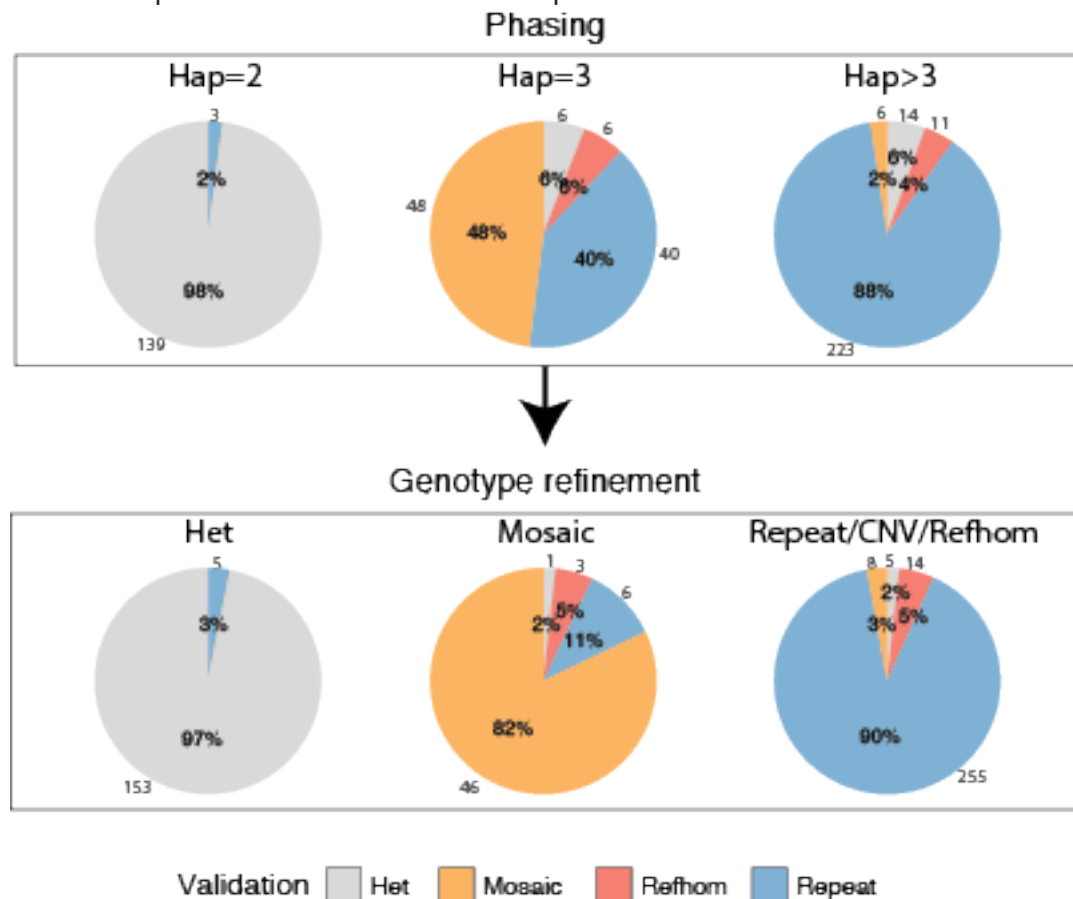 Phasing
Hap=2 Hap=3 Hap>3
3 6 6 6 14 11
2% 6% 6% 2% 6% 4%
48 48% 40% 40
98% 88%
139 223
Genotype refinement
Het Mosaic Repeat/CNV/Refhom
5 1 3 6 8 5 14
3% 2% 5% 11% 3% 2% 5%
97% 82% 90%
153 46 255
Validation Het Mosaic Refhom Repeat